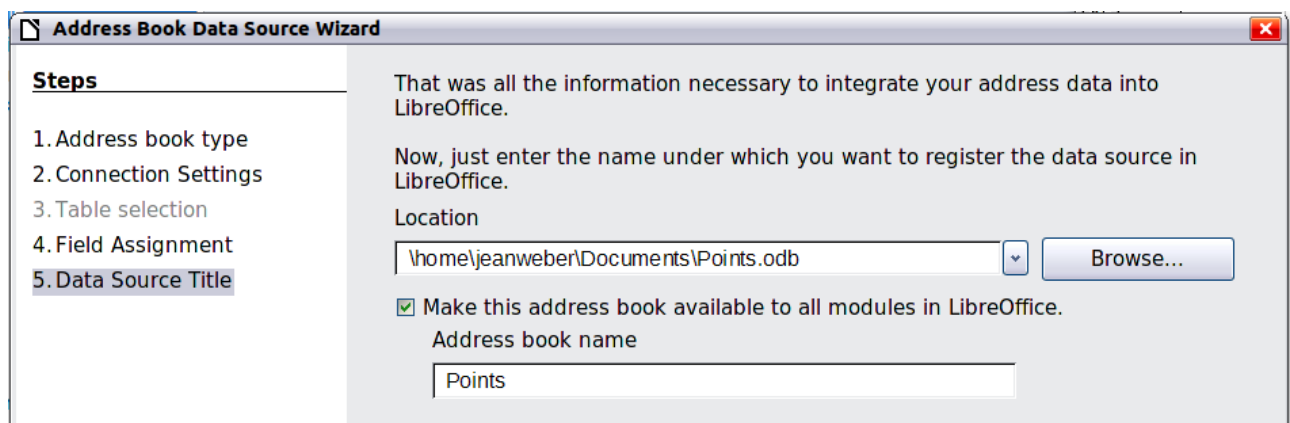 Address Book Data Source Wizard
Steps
1. Address book type
2. Connection Settings
3. Table selection
4. Field Assignment
5. Data Source Title
That was all the information necessary to integrate your address data into
LibreOffice.
Now, just enter the name under which you want to register the data source in
LibreOffice.
Location
\home\jeanweber\Documents\Points.odb
Browse...
Make this address book available to all modules in LibreOffice.
Address book name
Points